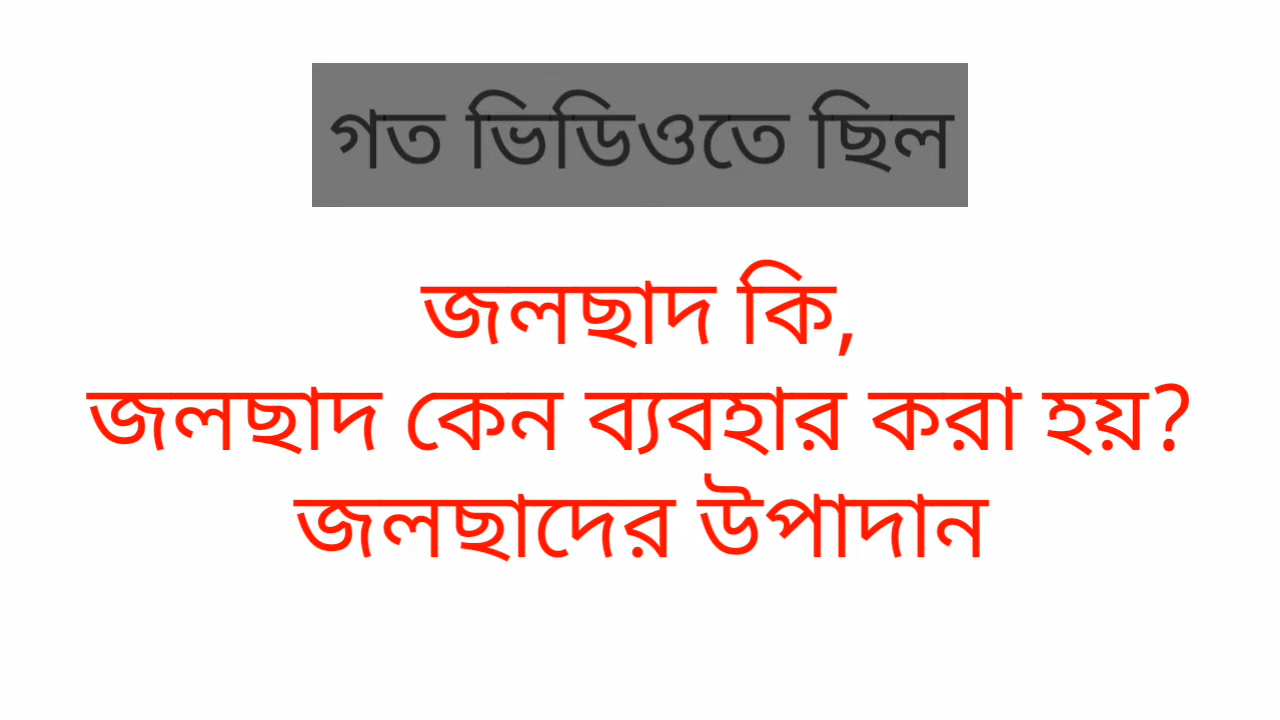 গত ভিডিওতে ছিল
জলছাদ কি,
জলছাদ কেন ব্যবহার করা হয়?
জলছাদের উপাদান